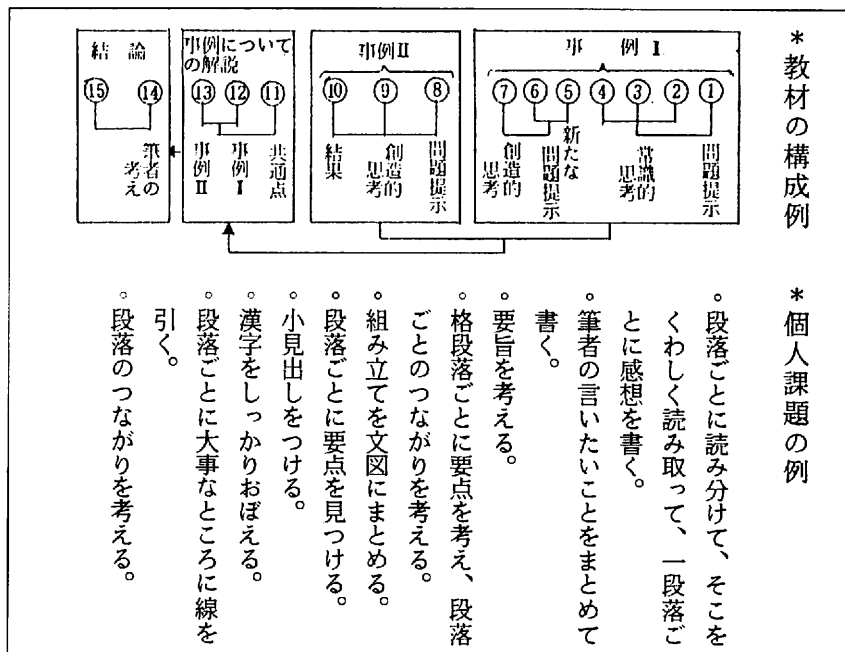 *教材の構成例
事例Ⅰ
①
②
③
④
⑤
⑥
⑦
問題提示
常識的
思考
新たな
問題提示
創造的
思考
事例Ⅱ
⑧
⑨
⑩
問題提示
創造的
思考
結果
事例について
の解説
⑪
⑫
⑬
共通点
事例Ⅰ
事例Ⅱ
結論
⑭
⑮
筆者の
考え
*個人課題の例
。段落ごとに読み分けて、そこを
くわしく読み取って、一段落ご
とに感想を書く。
。筆者の言いたいことをまとめて
書く。
。要旨を考える。
。格段落ごとに要点を考え、段落
ごとのつながりを考える。
。組み立てを文図にまとめる。
。段落ごとに要点を見つける。
。小見出しをつける。
。漢字をしっかりおぼえる。
。段落ごとに大事なところに線を
引く。
。段落のつながりを考える。